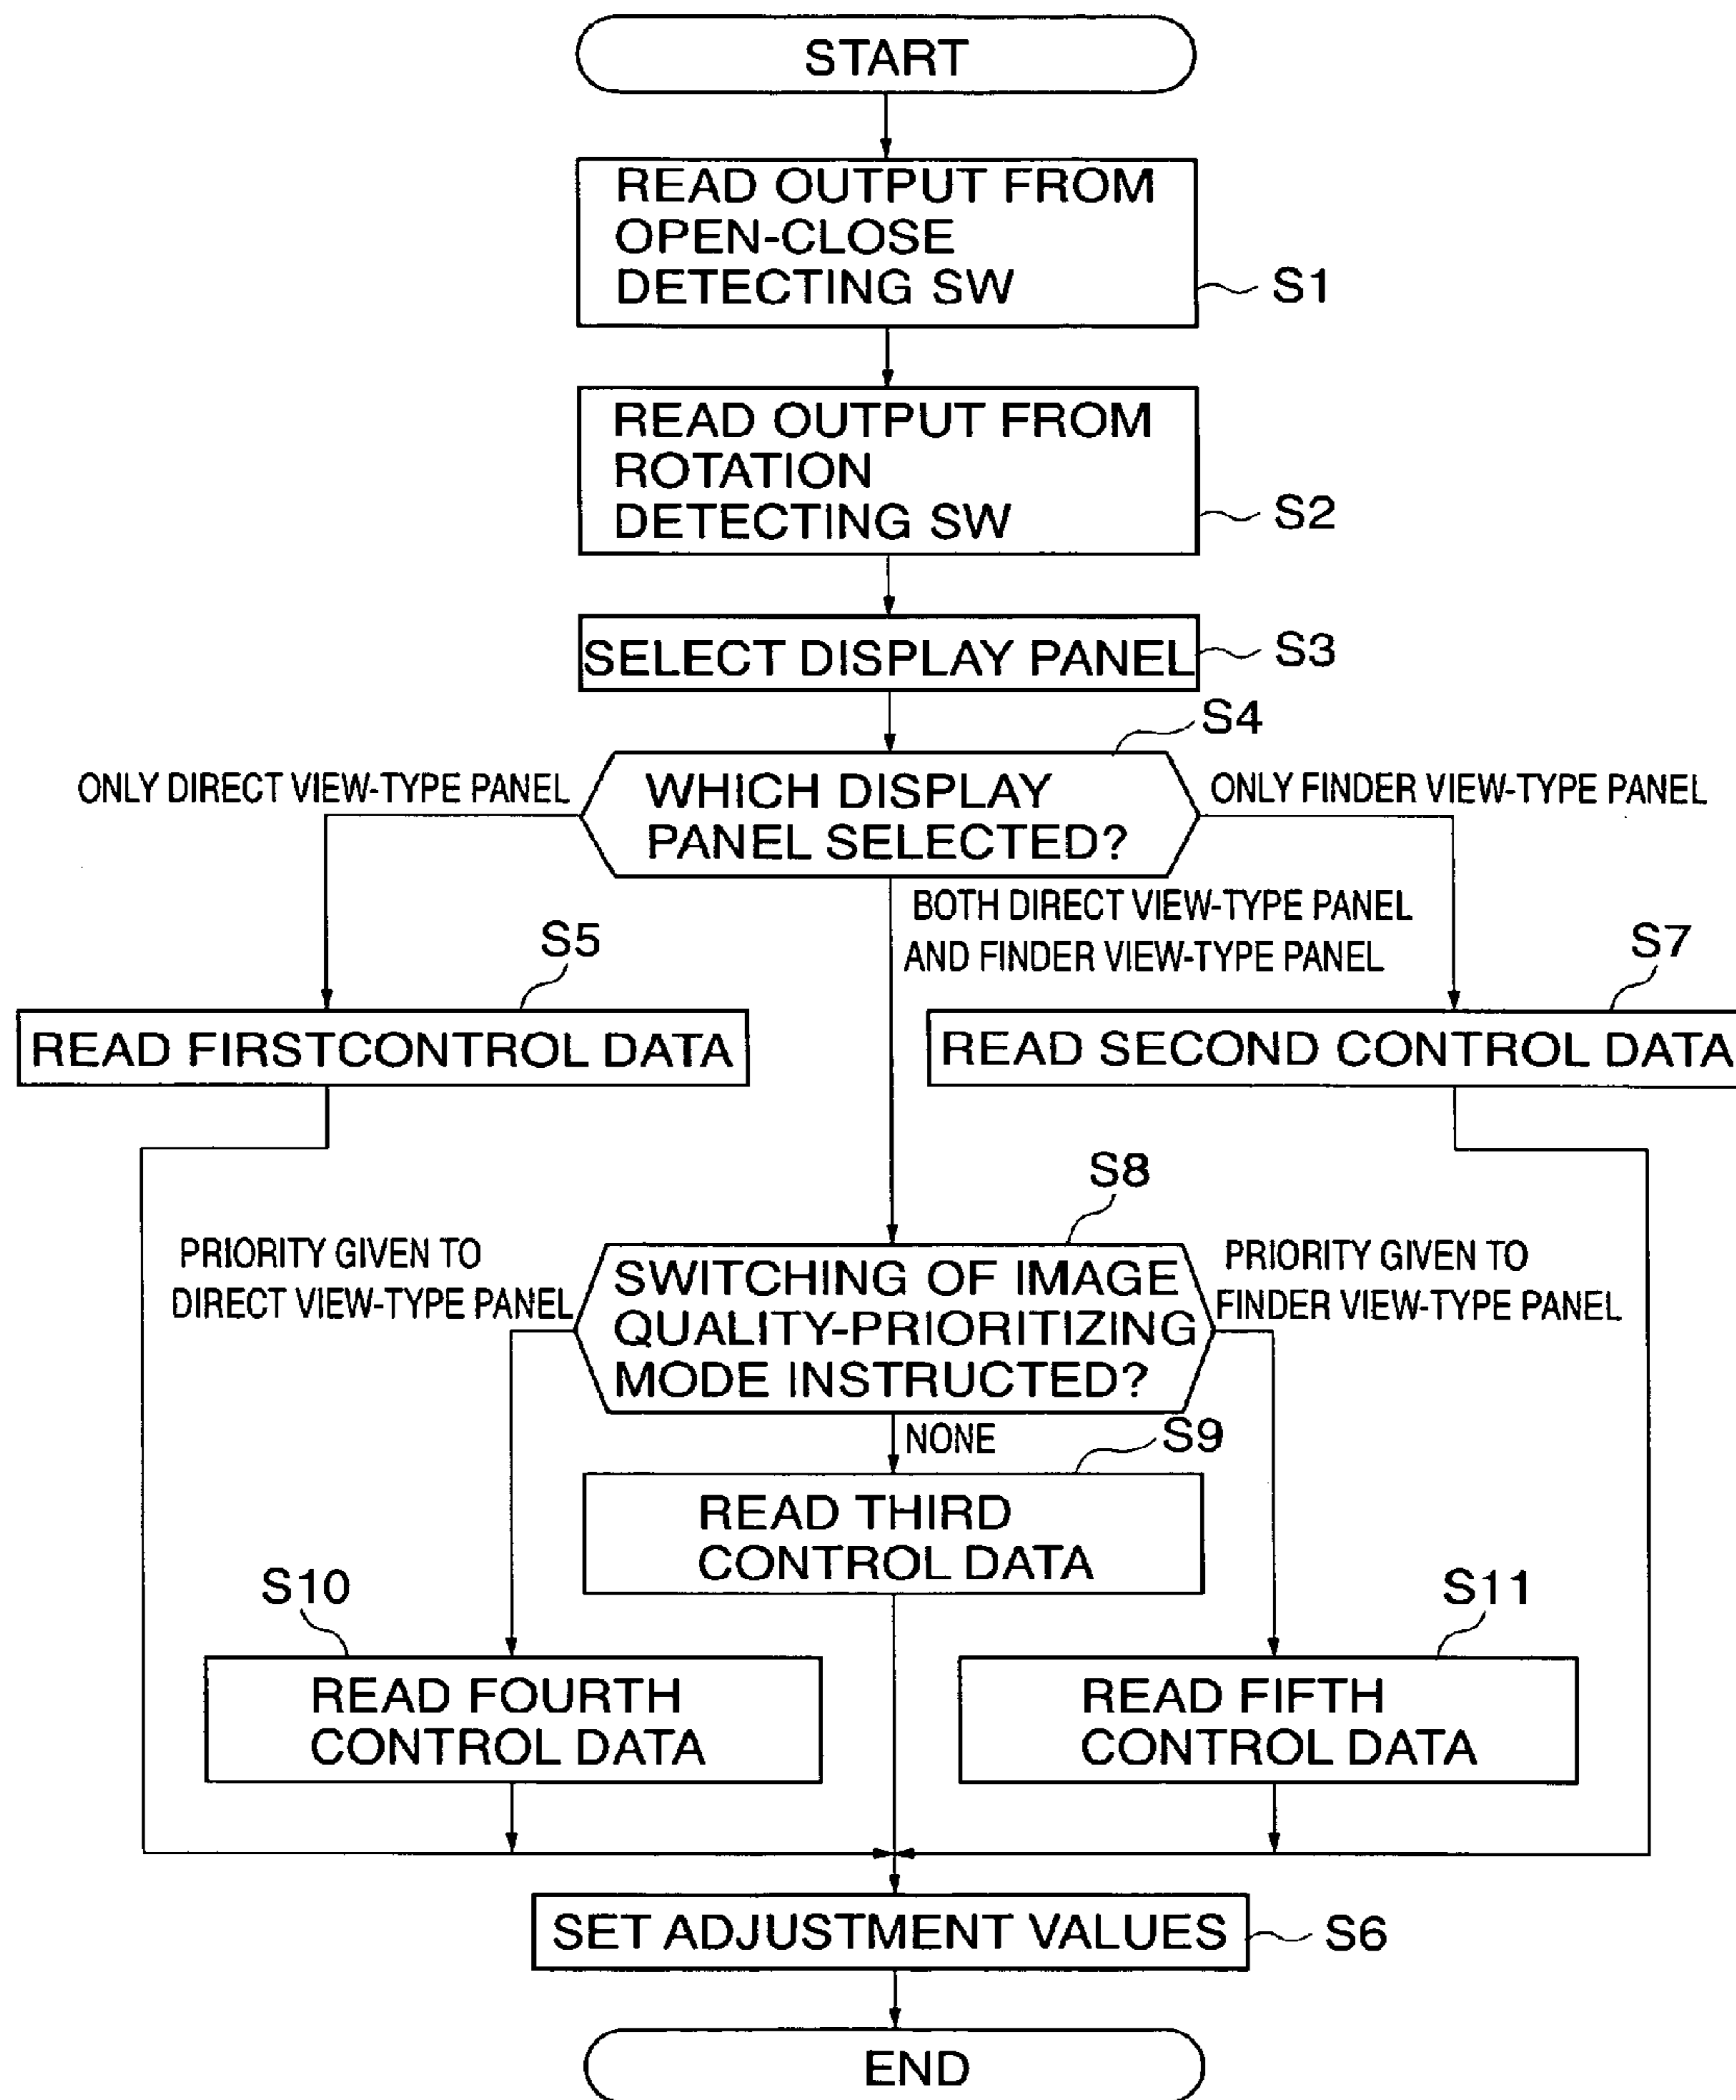 START
READ OUTPUT FROM
OPEN-CLOSE
DETECTING SW
S1
READ OUTPUT FROM
ROTATION
DETECTING SW
S2
SELECT DISPLAY PANEL
S3
S4
WHICH DISPLAY
PANEL SELECTED?
ONLY DIRECT VIEW-TYPE PANEL
ONLY FINDER VIEW-TYPE PANEL
BOTH DIRECT VIEW-TYPE PANEL
AND FINDER VIEW-TYPE PANEL
S5
READ FIRSTCONTROL DATA
S7
READ SECOND CONTROL DATA
S8
SWITCHING OF IMAGE
QUALITY-PRIORITIZING
MODE INSTRUCTED?
PRIORITY GIVEN TO
DIRECT VIEW-TYPE PANEL
PRIORITY GIVEN TO
FINDER VIEW-TYPE PANEL
NONE
S9
READ THIRD
CONTROL DATA
S10
READ FOURTH
CONTROL DATA
S11
READ FIFTH
CONTROL DATA
SET ADJUSTMENT VALUES
S6
END